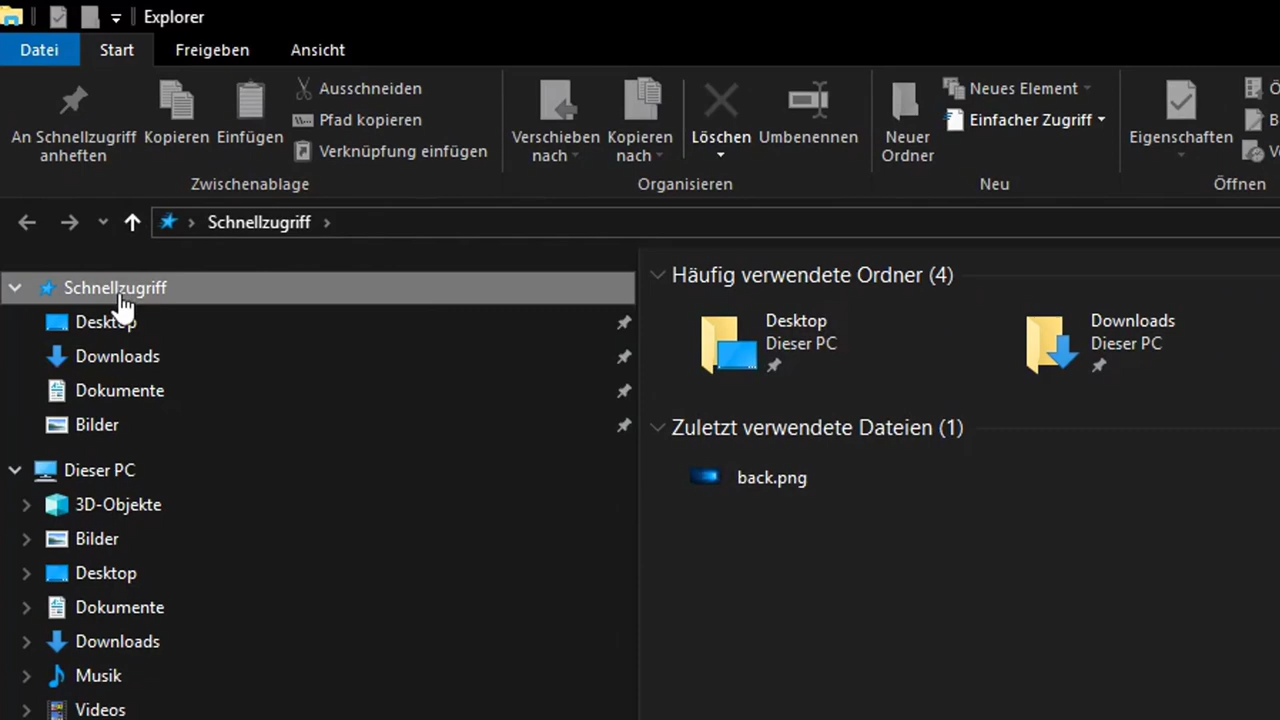 Explorer
Datei Start Freigeben Ansicht
An Schnellzugriff
anheften
Kopieren
Einfügen
Ausschneiden
Pfad kopieren
Verknüpfung einfügen
Zwischenablage
Verschieben
nach
Kopieren
nach
Löschen
Umbenennen
Organisieren
Neuer
Ordner
Neues Element
Einfacher Zugriff
Neu
Eigenschaften
Öffnen
Schnellzugriff
Schnellzugriff
Desktop
Downloads
Dokumente
Bilder
Dieser PC
3D-Objekte
Bilder
Desktop
Dokumente
Downloads
Musik
Videos
Häufig verwendete Ordner (4)
Desktop
Dieser PC
Downloads
Dieser PC
Zuletzt verwendete Dateien (1)
back.png